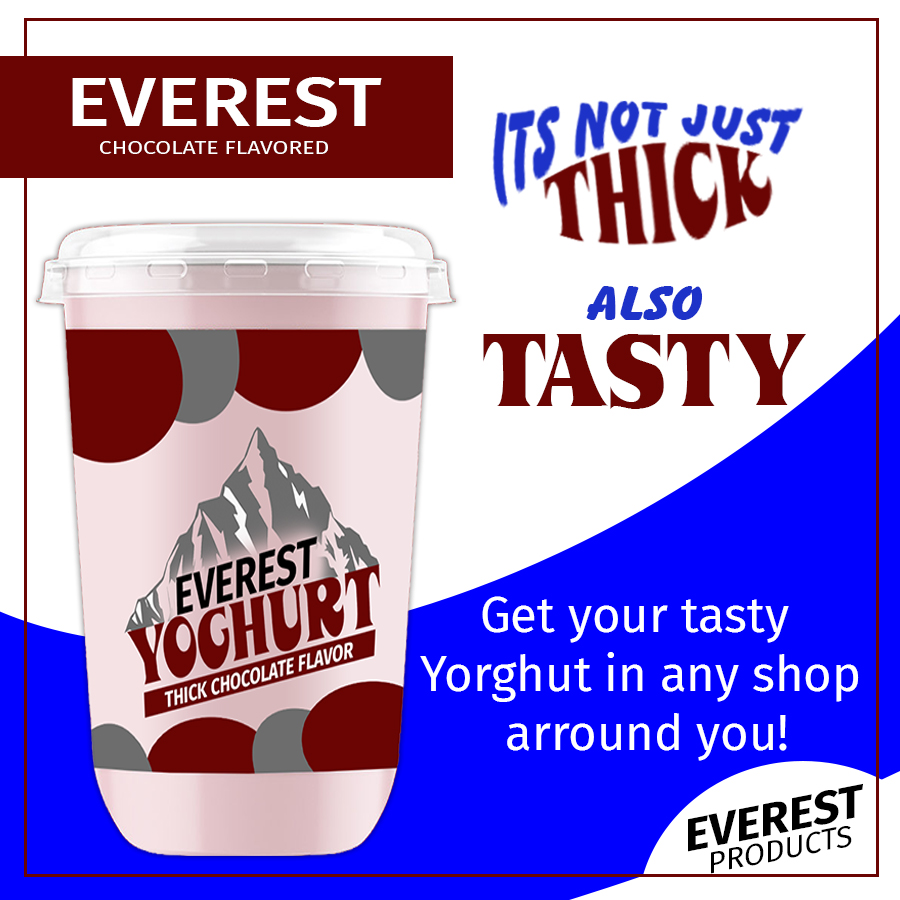 EVEREST
CHOCOLATE FLAVORED
ITS NOT JUST
THICK
ALSO
TASTY
EVEREST
YOGHURT
THICK CHOCOLATE FLAVOR
Get your tasty
Yorghut in any shop
arround you!
EVEREST
PRODUCTS